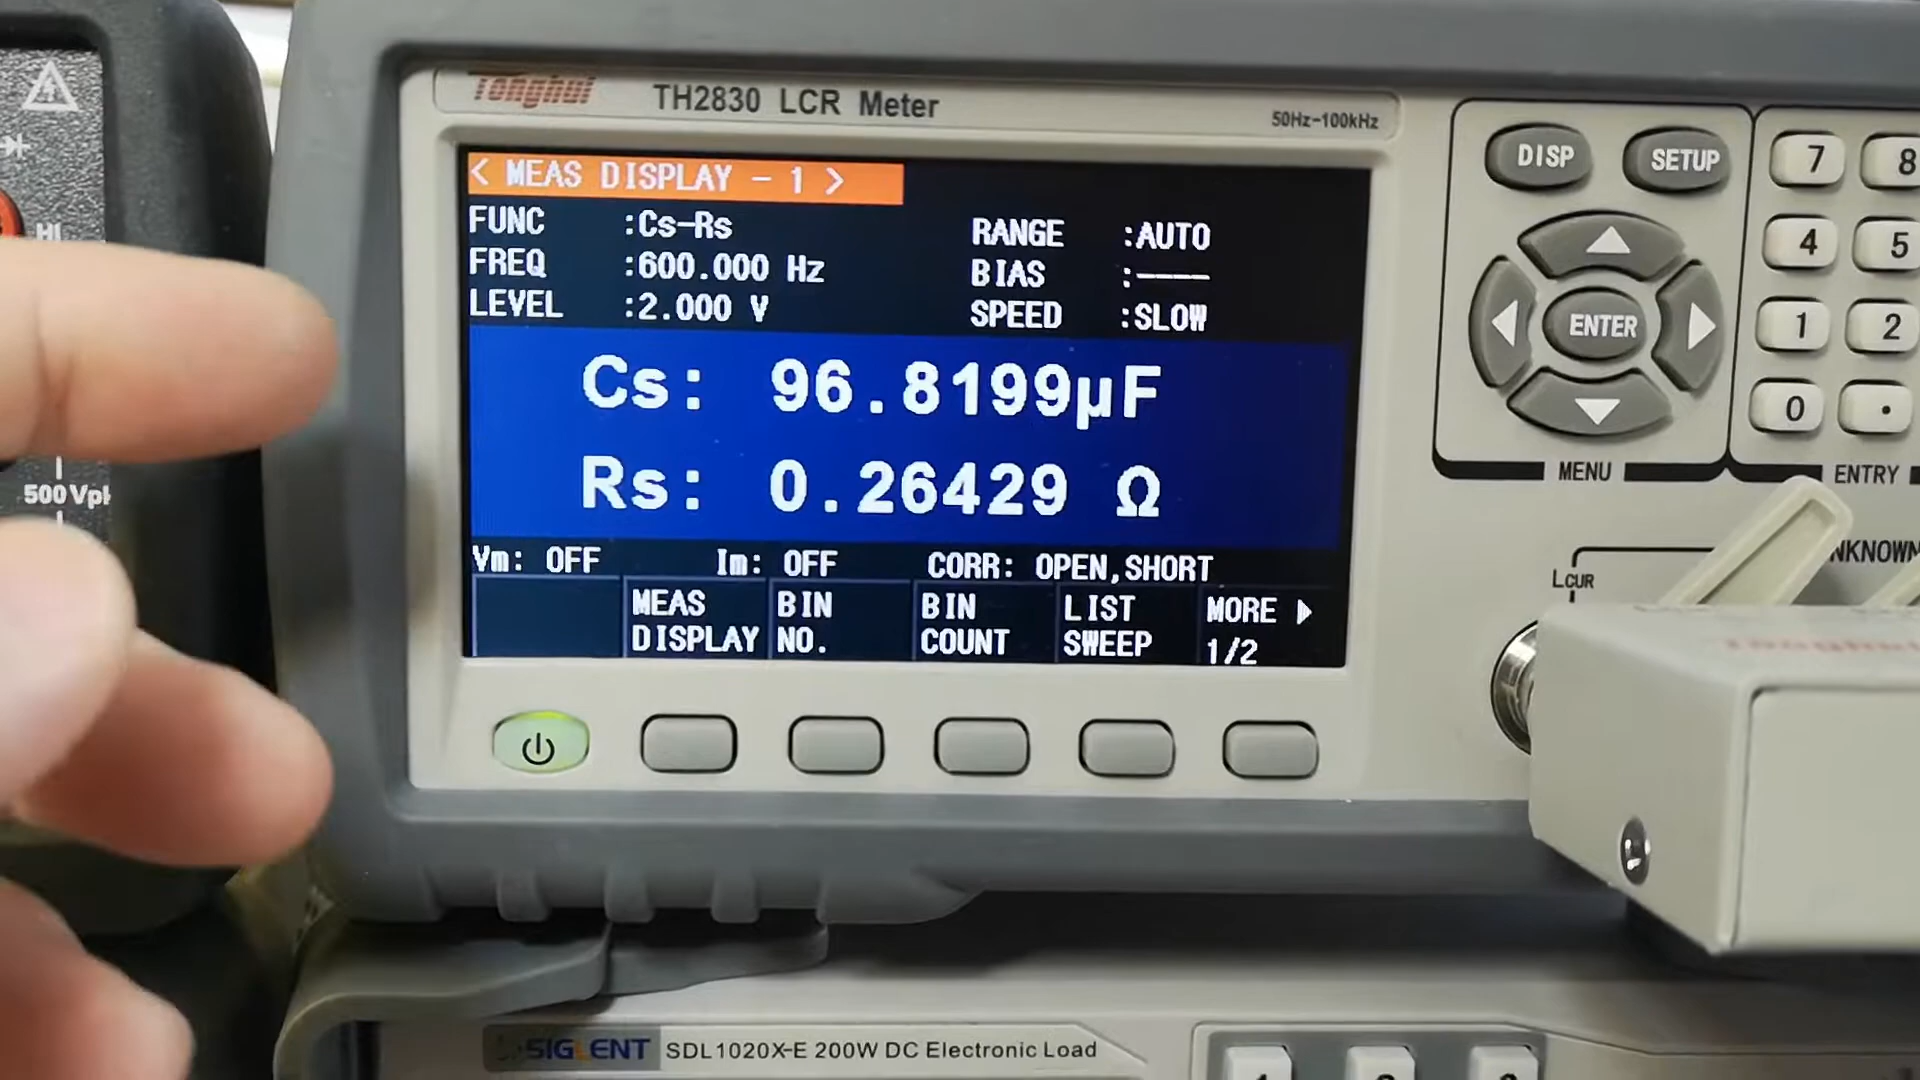 Tonghui TH2830 LCR Meter 50Hz-100kHz
< MEAS DISPLAY - 1 >
FUNC :Cs-Rs RANGE :AUTO
FREQ :600.000 Hz BIAS :----
LEVEL :2.000 V SPEED :SLOW
Cs: 96.8199µF
Rs: 0.26429 Ω
Vm: OFF Im: OFF CORR: OPEN,SHORT
MEAS DISPLAY
BIN NO.
BIN COUNT
LIST SWEEP
MORE 1/2
DISP SETUP
ENTER
MENU
7 8
4 5
1 2
0 .
ENTRY
LCUR
HI
500 Vp
SIGLENT SDL1020X-E 200W DC Electronic Load